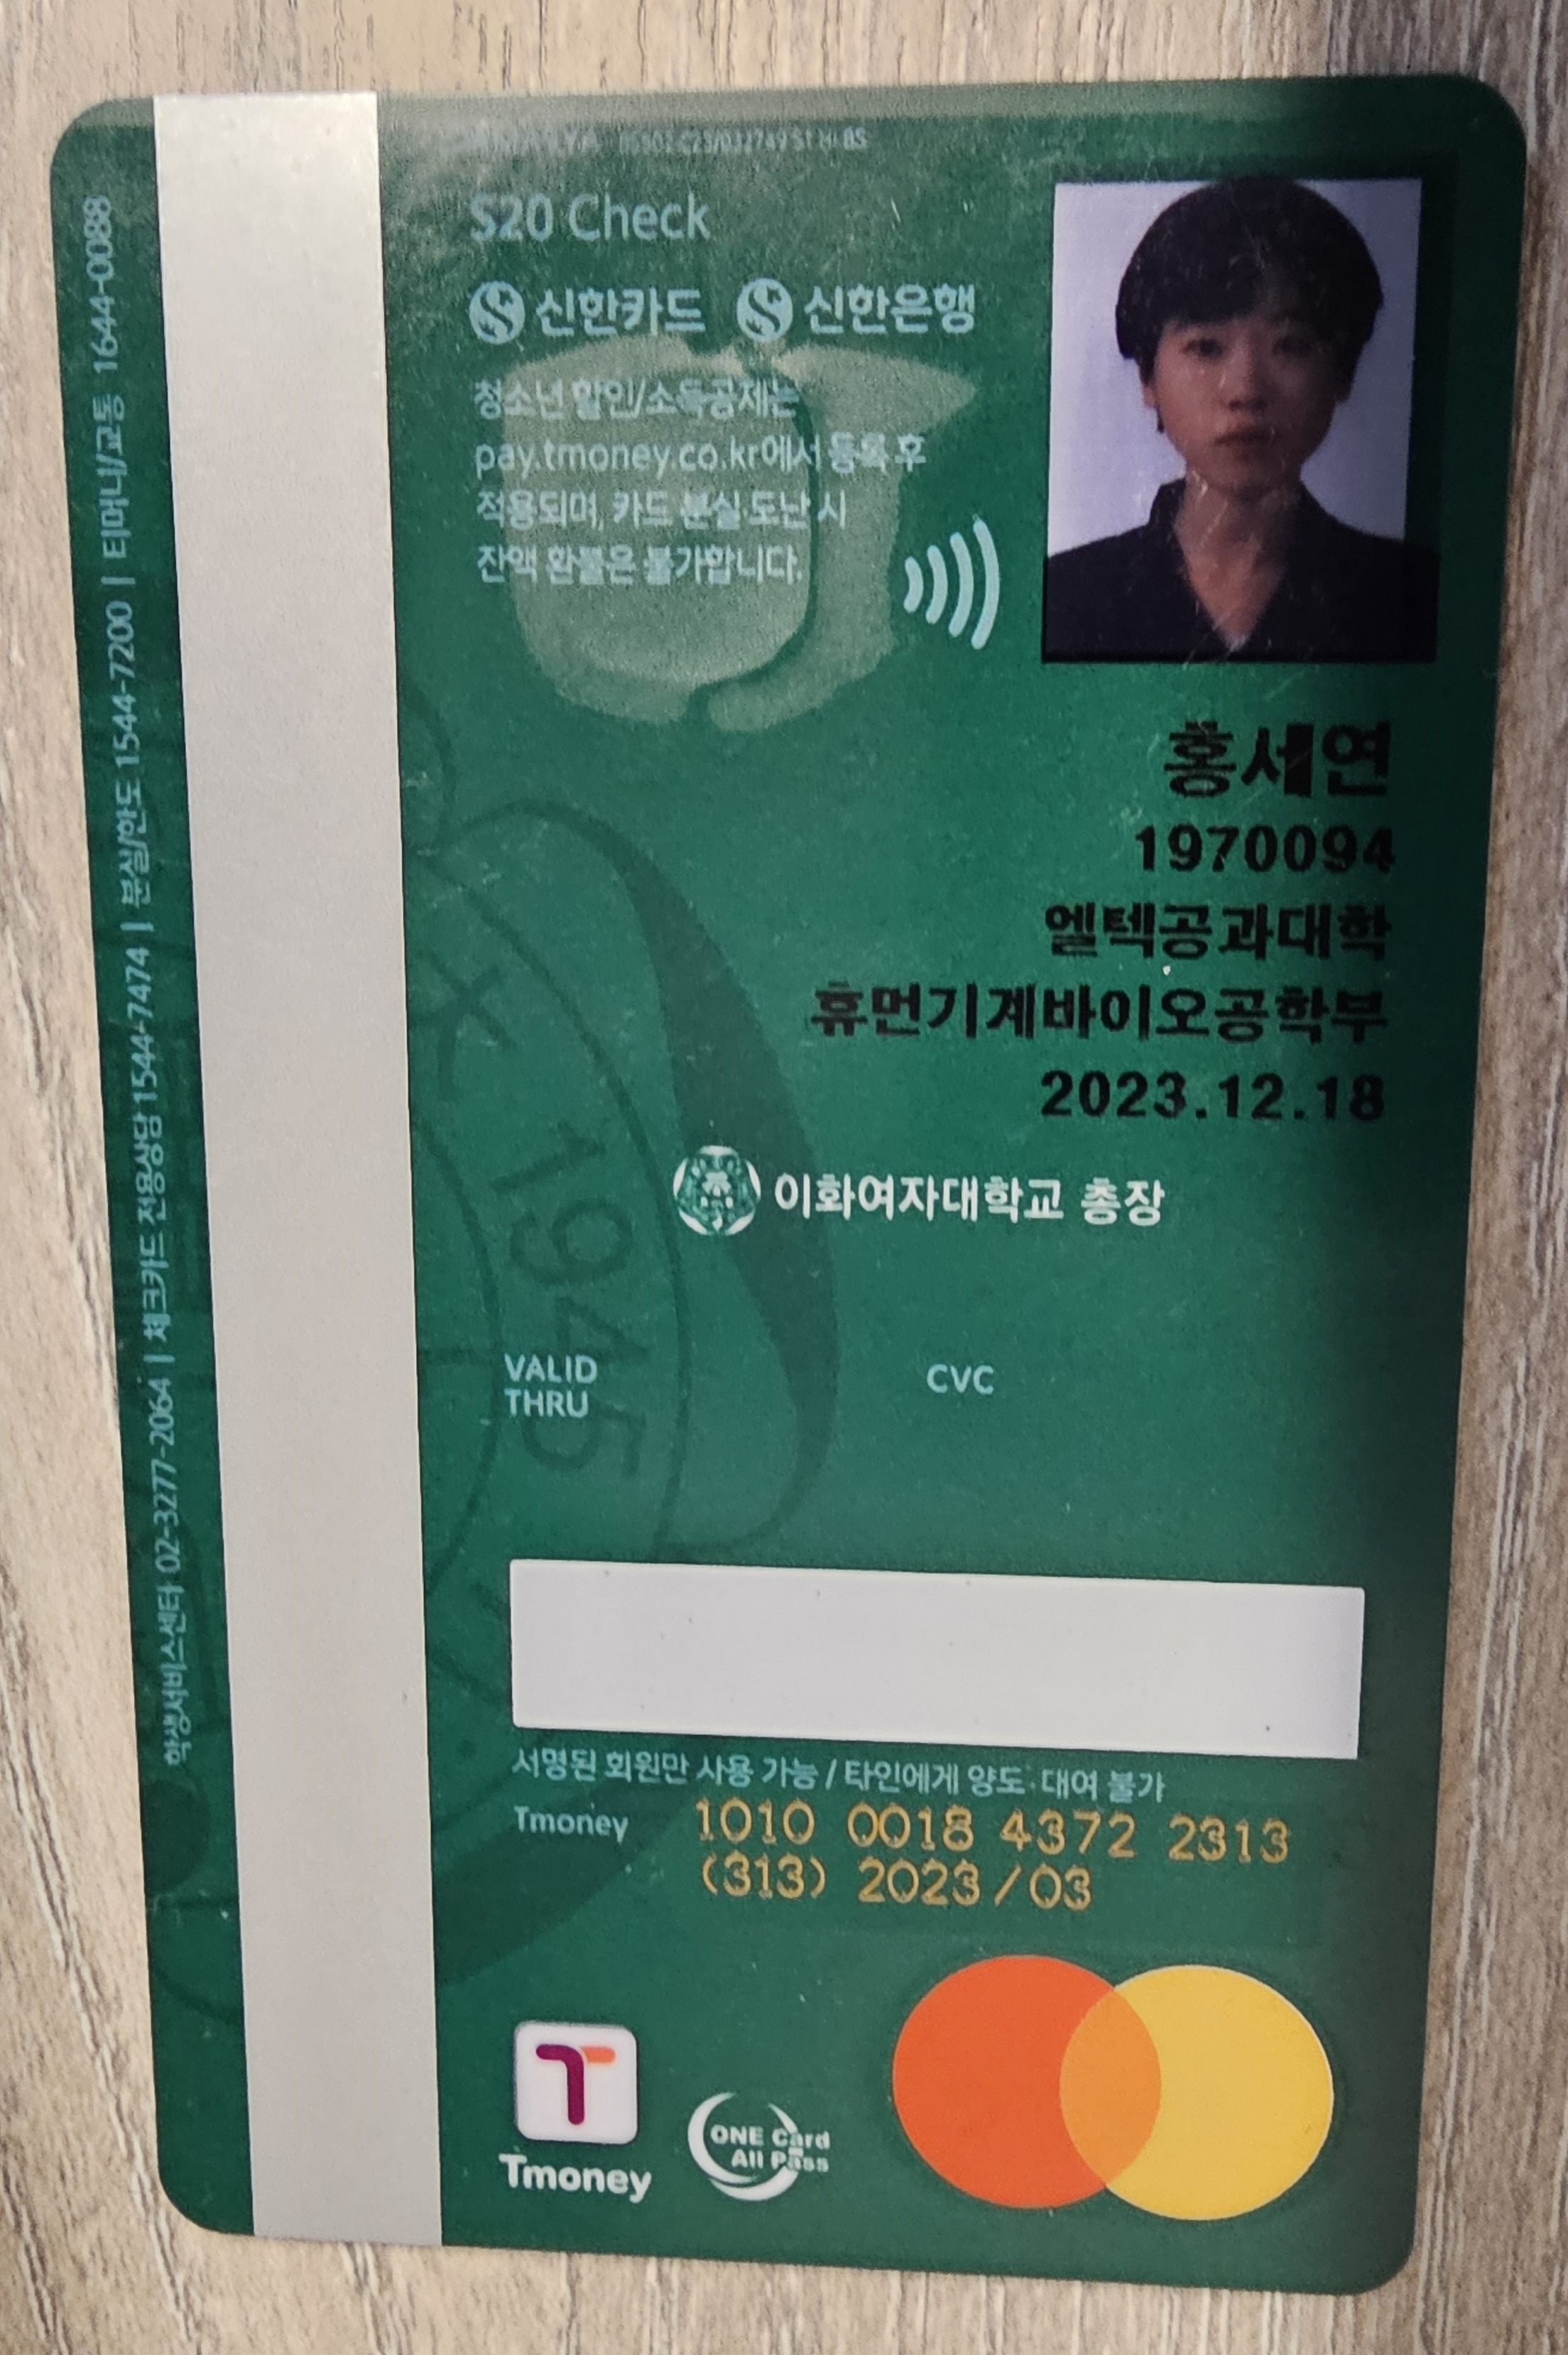 S20 Check
신한카드 신한은행
청소년 할인/소득공제는
pay.tmoney.co.kr에서 등록 후
적용되며, 카드 분실·도난 시
잔액 환불은 불가합니다.
홍세연
1970094
엘텍공과대학
휴먼기계바이오공학부
2023.12.18
이화여자대학교 총장
1945
VALID
THRU
CVC
서명된 회원만 사용 가능 / 타인에게 양도·대여 불가
Tmoney 1010 0018 4372 2313
(313) 2023/03
Tmoney
ONE Card
All Pass
학생서비스센터 02-3277-2064 | 체크카드 전용상담 1544-7474 | 분실/한도 1544-7200 | 티머니/교통 1644-0088